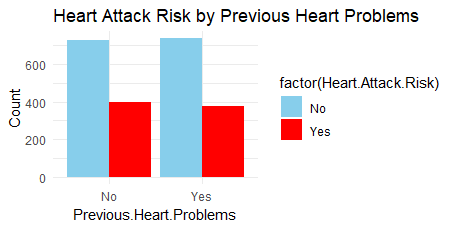 Heart Attack Risk by Previous Heart Problems
Count
600
400
200
0
No
Yes
Previous.Heart.Problems
factor(Heart.Attack.Risk)
No
Yes